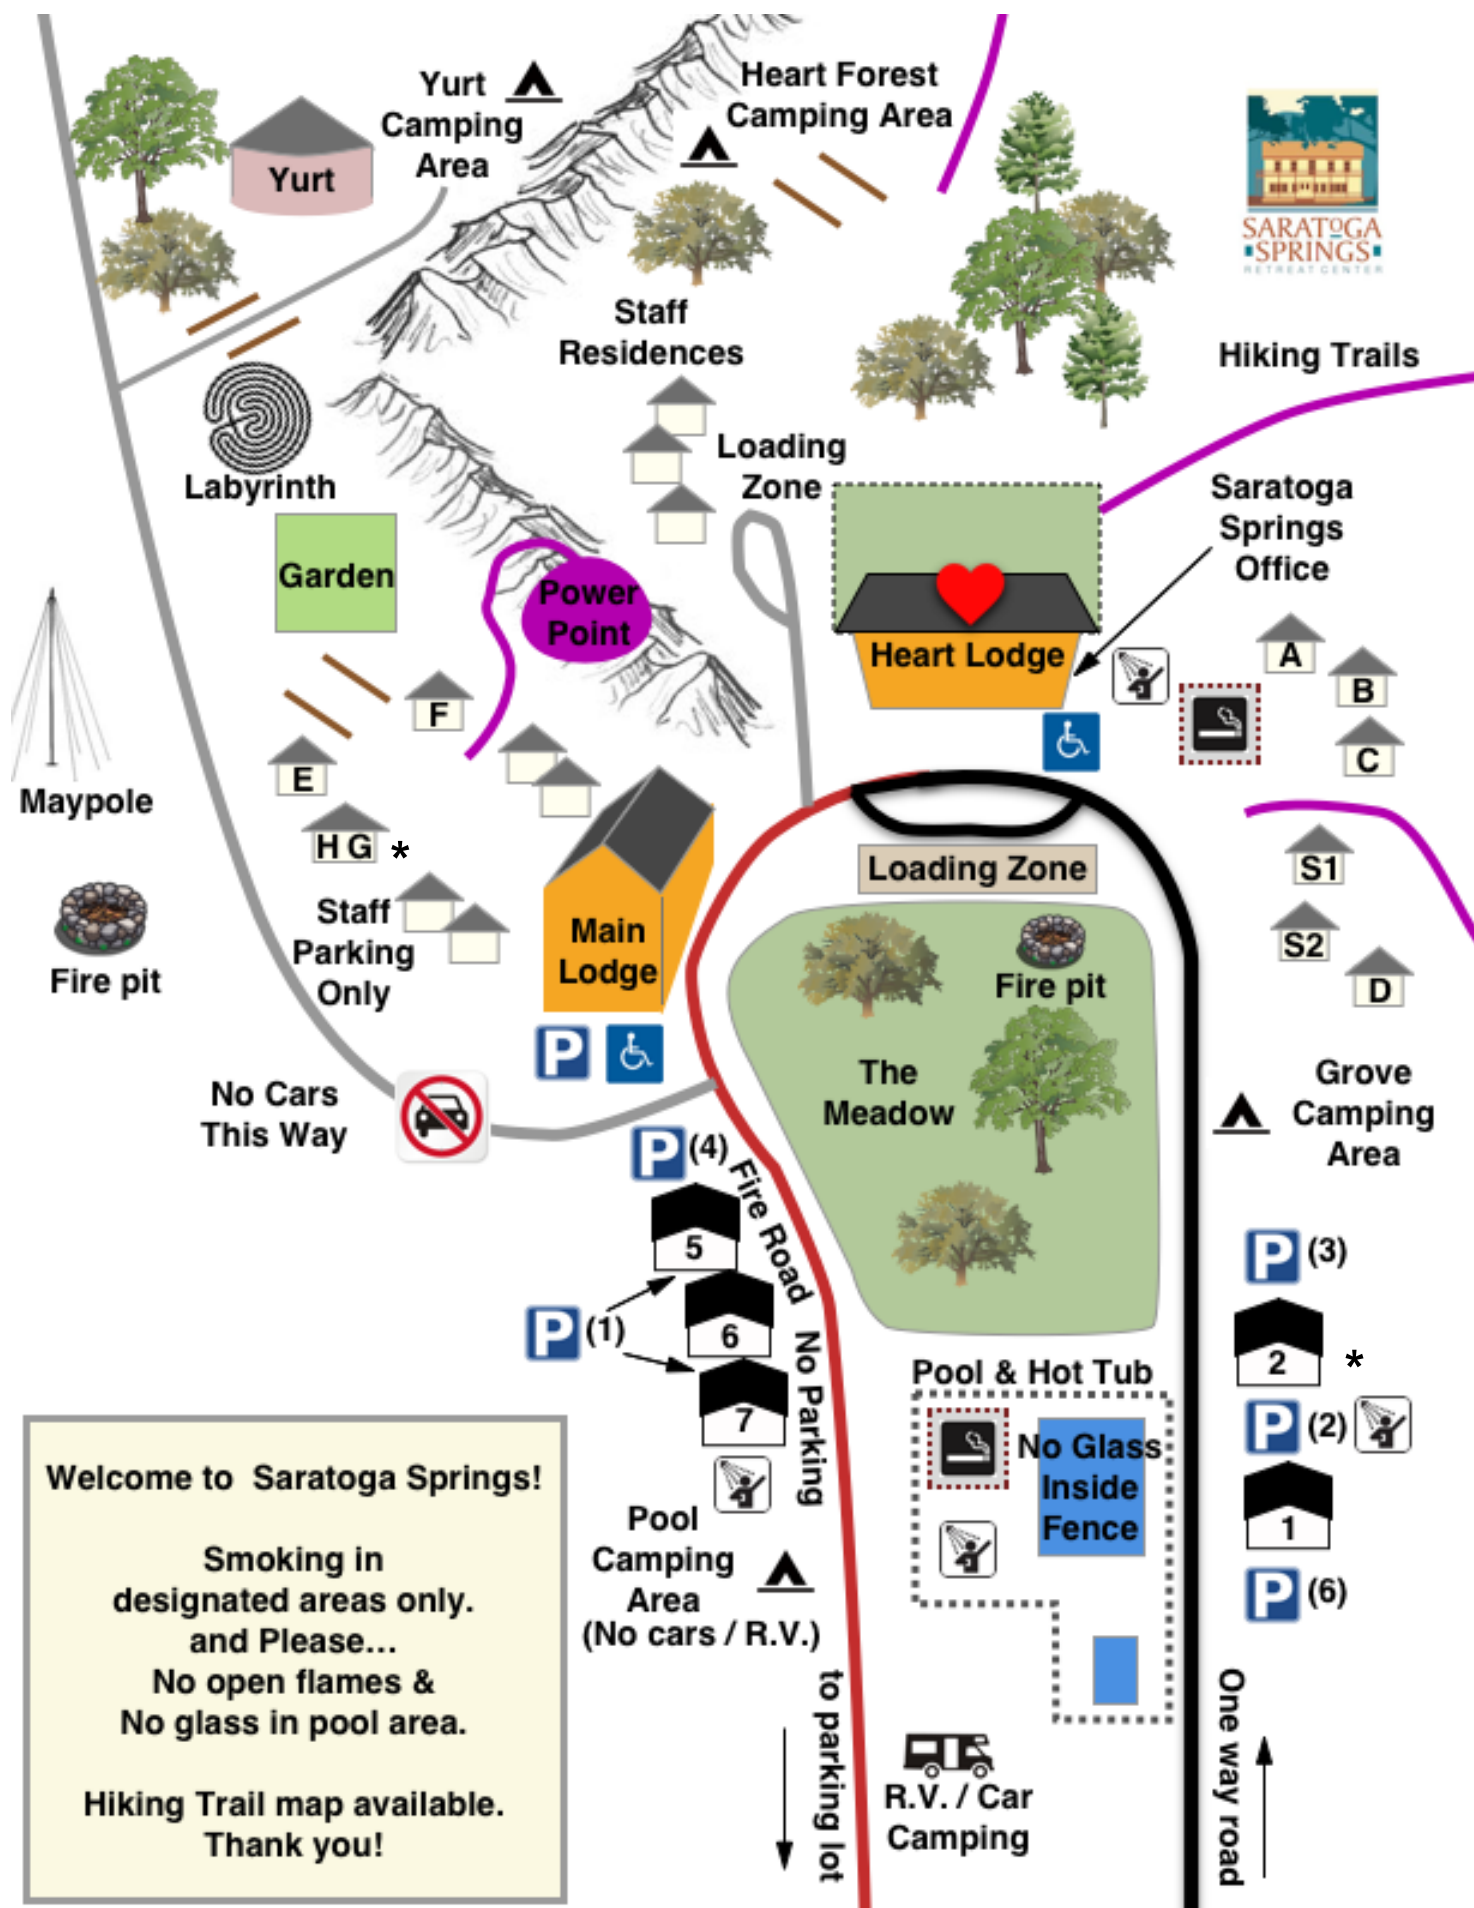 Yurt
Camping
Area
Heart Forest
Camping Area
Yurt
SARATOGA
SPRINGS
RETREAT CENTER
Staff
Residences
Hiking Trails
Labyrinth
Loading
Zone
Saratoga
Springs
Office
Garden
Power
Point
Heart Lodge
A
B
C
F
E
H G *
Maypole
Loading Zone
S1
S2
D
Staff
Parking
Only
Main
Lodge
Fire pit
Fire pit
P
The
Meadow
No Cars
This Way
Grove
Camping
Area
P (4)
Fire Road
5
P (1)
6
7
No Parking
P (3)
2 *
P (2)
1
P (6)
Pool & Hot Tub
No Glass
Inside
Fence
Pool
Camping
Area
(No cars / R.V.)
to parking lot
R.V. / Car
Camping
One way road
Welcome to Saratoga Springs!
Smoking in
designated areas only.
and Please...
No open flames &
No glass in pool area.
Hiking Trail map available.
Thank you!